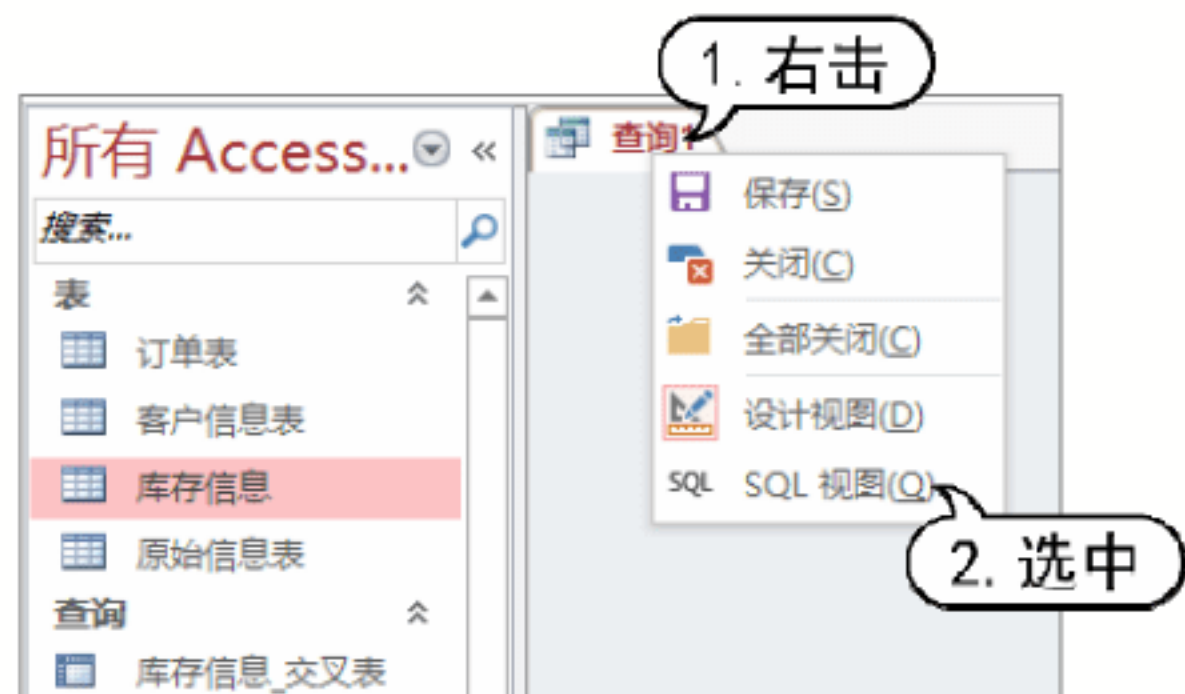 1. 右击
所有 Access...
查询1
搜索...
保存(S)
关闭(C)
全部关闭(C)
设计视图(D)
SQL SQL 视图(Q)
2. 选中
表
订单表
客户信息表
库存信息
原始信息表
查询
库存信息_交叉表